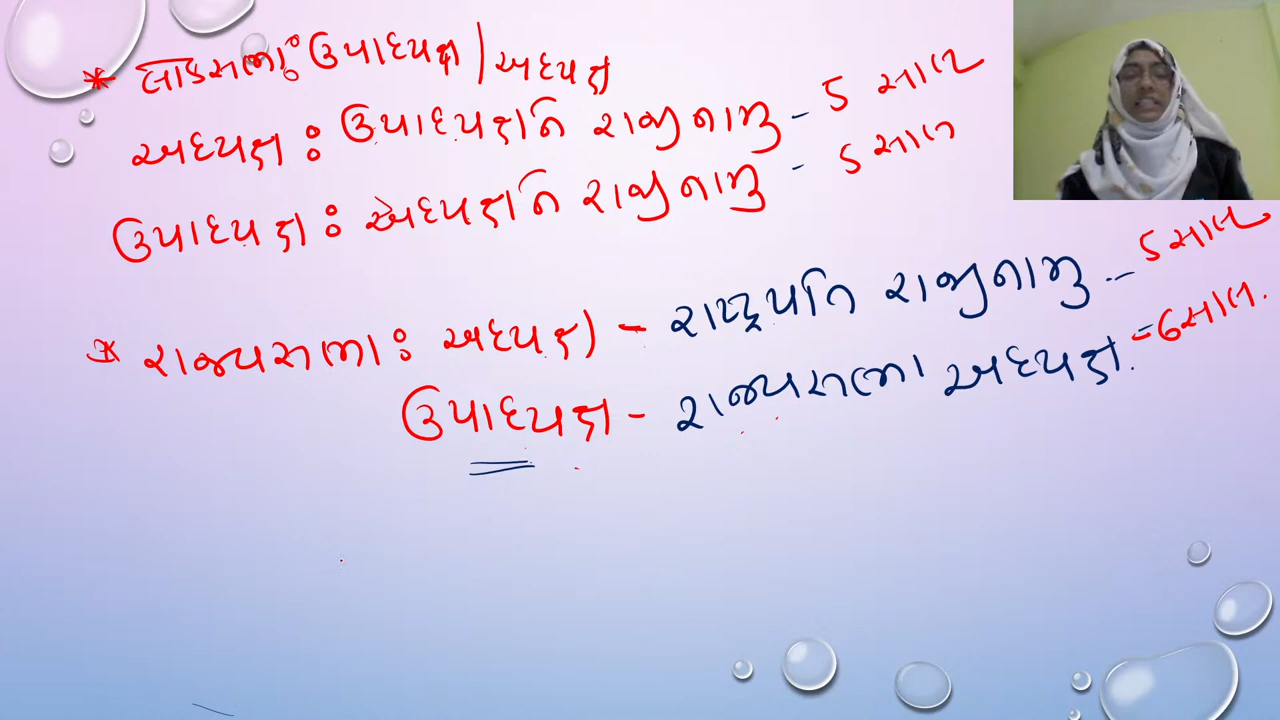 * લોકસભા: ઉપાધ્યક્ષ | અધ્યક્ષ
અધ્યક્ષ : ઉપાધ્યક્ષને રાજીનામુ - 5 સાલ
ઉપાધ્યક્ષ : અધ્યક્ષને રાજીનામુ - 5 સાલ
* રાજ્યસભા : અધ્યક્ષ - રાષ્ટ્રપતિ રાજીનામુ - 5 સાલ
ઉપાધ્યક્ષ - રાજ્યસભા અધ્યક્ષ. = 6 સાલ.